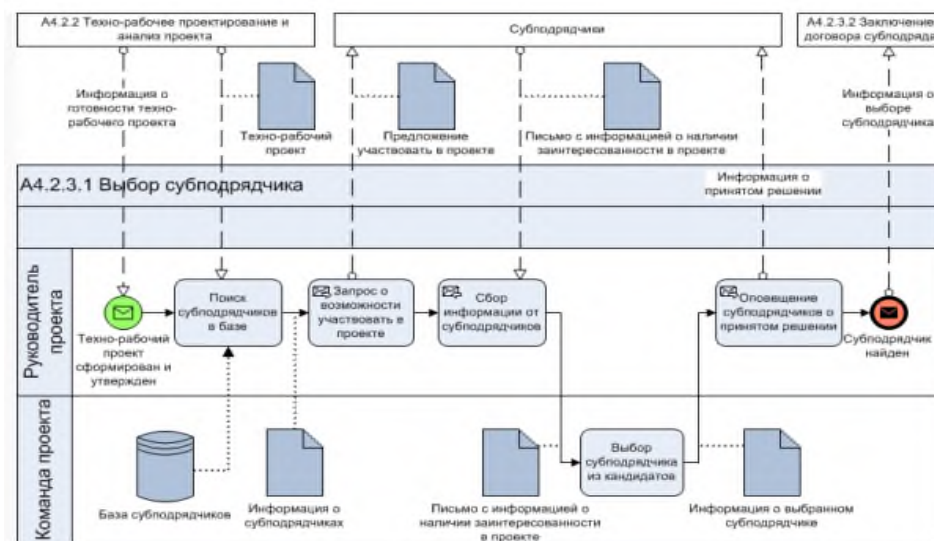 A4.2.2 Техно-рабочее проектирование и
анализ проекта
Субподрядчики
A4.2.3.2 Заключение
договора субподряда
Информация о
готовности техно-
рабочего проекта
Техно-рабочий
проект
Предложение
участвовать в проекте
Письмо с информацией о наличии
заинтересованности в проекте
Информация о
выборе
субподрядчика
A4.2.3.1 Выбор субподрядчика
Информация о
принятом решении
Руководитель
проекта
Техно-рабочий
проект
сформирован и
утвержден
Поиск
субподрядчиков
в базе
Запрос о
возможности
участвовать в
проекте
Сбор
информации от
субподрядчиков
Оповещение
субподрядчиков о
принятом решении
Субподрядчик
найден
Команда проекта
База субподрядчиков
Информация о
субподрядчиках
Письмо с информацией о
наличии заинтересованности
в проекте
Выбор
субподрядчика
из кандидатов
Информация о выбранном
субподрядчике